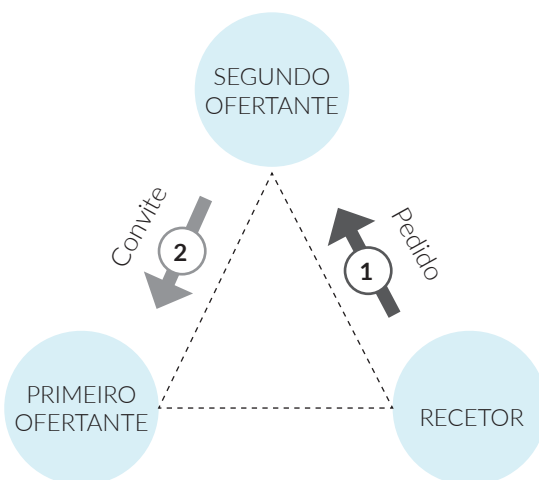 SEGUNDO
OFERTANTE
Convite
2
Pedido
1
PRIMEIRO
OFERTANTE
RECETOR